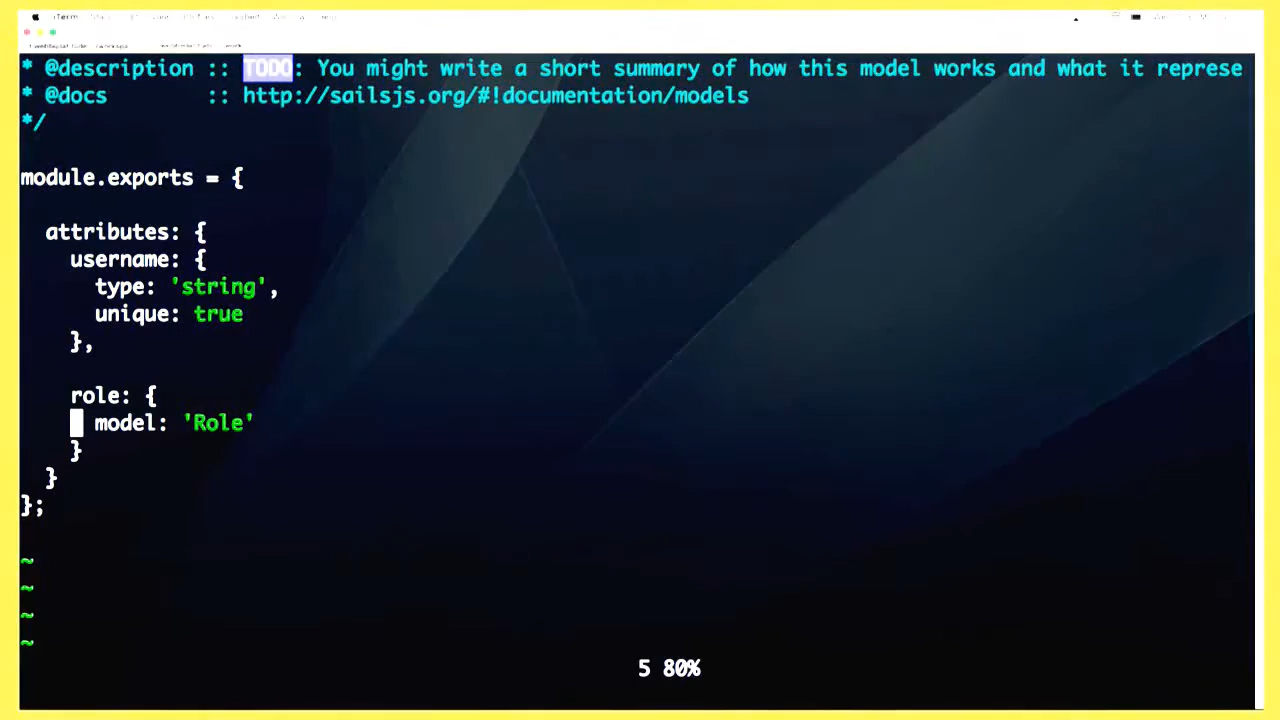 iTerm
* @description :: TODO: You might write a short summary of how this model works and what it represe
* @docs :: http://sailsjs.org/#!documentation/models
*/
module.exports = {
attributes: {
username: {
type: 'string',
unique: true
},
role: {
model: 'Role'
}
}
};
~
~
~
~
5 80%